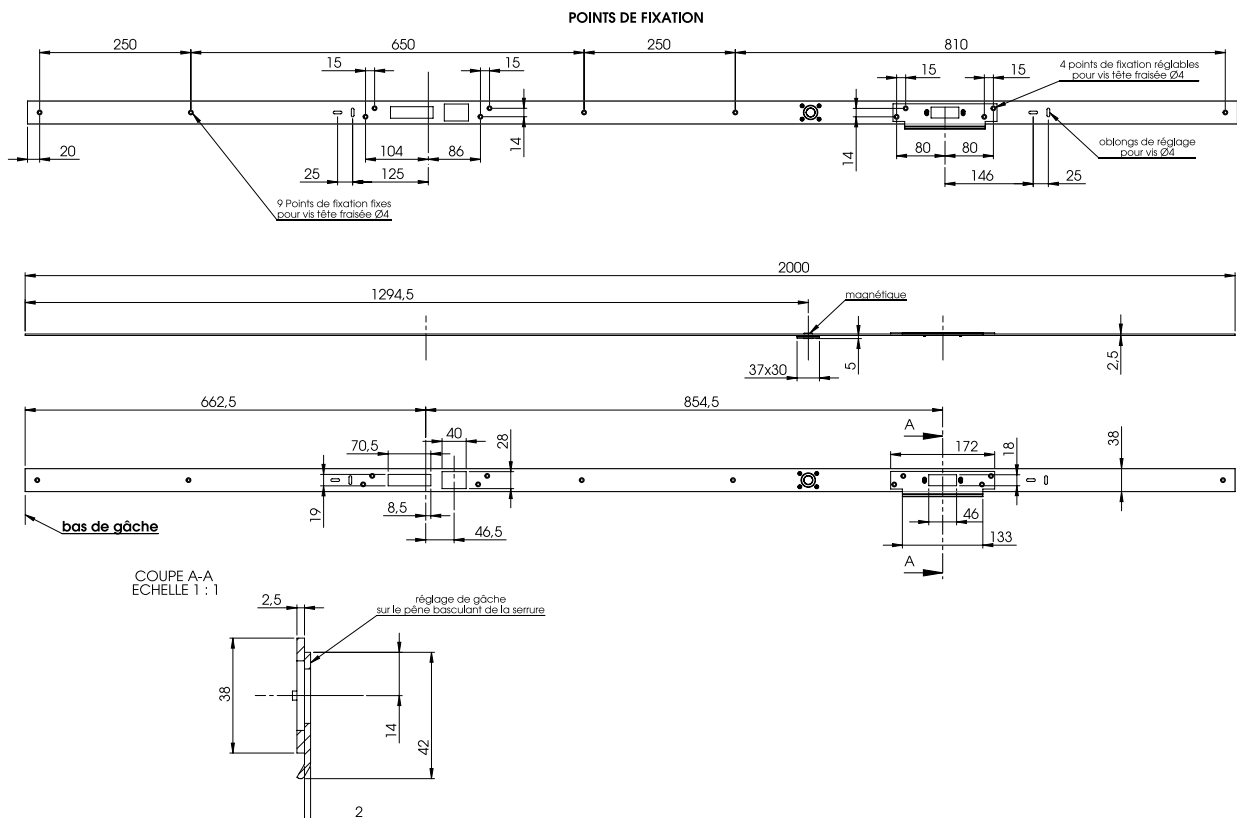 POINTS DE FIXATION
250
650
250
810
15
15
15
15
4 points de fixation réglables
pour vis tête fraisée Ø4
20
104
86
14
14
80
80
oblongs de réglage
pour vis Ø4
25
125
146
25
9 Points de fixation fixes
pour vis tête fraisée Ø4
2000
1294,5
magnétique
37x30
5
2,5
662,5
854,5
A
70,5
40
28
172
18
38
19
8,5
46,5
46
133
bas de gâche
A
COUPE A-A
ECHELLE 1 : 1
2,5
réglage de gâche
sur le pêne basculant de la serrure
38
14
42
2